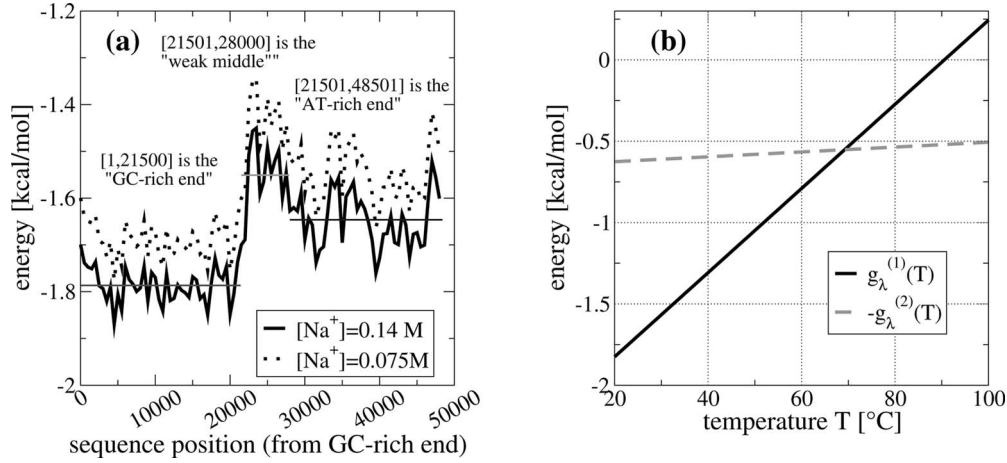 (a)
[21501,28000] is the
"weak middle""
[21501,48501] is the
"AT-rich end"
[1,21500] is the
"GC-rich end"
energy [kcal/mol]
-1.2
-1.4
-1.6
-1.8
-2
[Na+]=0.14 M
[Na+]=0.075M
0
10000
20000
30000
40000
50000
sequence position (from GC-rich end)
(b)
energy [kcal/mol]
0
-0.5
-1
-1.5
-2
gλ(1)(T)
-gλ(2)(T)
20
40
60
80
100
temperature T [°C]